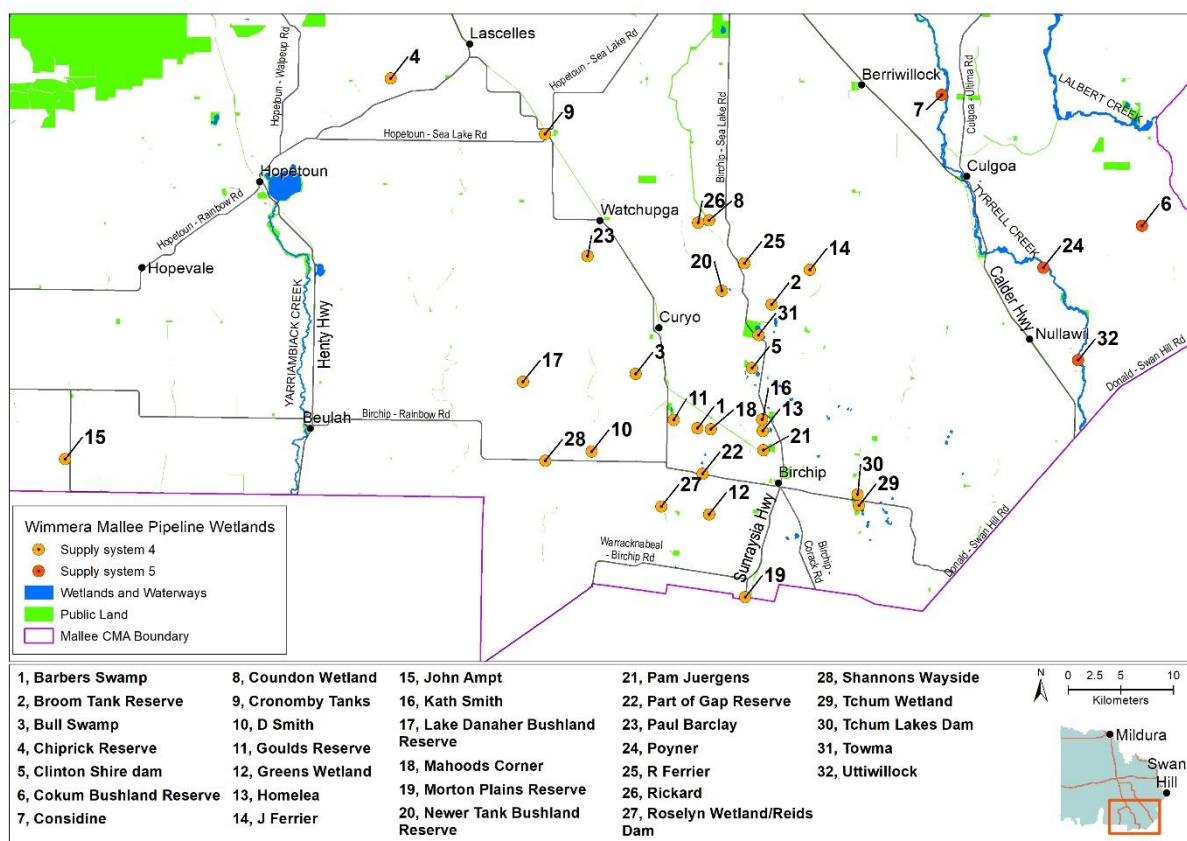 Lascelles
4
Hopetoun - Walpeup Rd
Hopetoun - Sea Lake Rd
Berriwillock
7
Culgoa - Ultima Rd
LALBERT CREEK
9
Hopetoun - Sea Lake Rd
Birchip - Sea Lake Rd
Hopetoun
Culgoa
Hopetoun - Rainbow Rd
Watchupga
26
8
TYRRELL CREEK
6
23
25
14
24
Hopevale
20
2
YARRIAMBIACK CREEK
Henty Hwy
31
Calder Hwy
Curyo
Nullawil
32
17
3
5
Donald - Swan Hill Rd
16
11
1
18
13
Beulah
Birchip - Rainbow Rd
15
28
10
21
22
Birchip
30
29
27
12
Sunraysia Hwy
Warracknabeal
- Birchip Rd
Birchip -
Corack Rd
Donald - Swan Hill Rd
19
Wimmera Mallee Pipeline Wetlands
Supply system 4
Supply system 5
Wetlands and Waterways
Public Land
Mallee CMA Boundary
1, Barbers Swamp
2, Broom Tank Reserve
3, Bull Swamp
4, Chiprick Reserve
5, Clinton Shire dam
6, Cokum Bushland Reserve
7, Considine
8, Coundon Wetland
9, Cronomby Tanks
10, D Smith
11, Goulds Reserve
12, Greens Wetland
13, Homelea
14, J Ferrier
15, John Ampt
16, Kath Smith
17, Lake Danaher Bushland
Reserve
18, Mahoods Corner
19, Morton Plains Reserve
20, Newer Tank Bushland
Reserve
21, Pam Juergens
22, Part of Gap Reserve
23, Paul Barclay
24, Poyner
25, R Ferrier
26, Rickard
27, Roselyn Wetland/Reids
Dam
28, Shannons Wayside
29, Tchum Wetland
30, Tchum Lakes Dam
31, Towma
32, Uttiwillock
N
0 2.5 5 10
Kilometers
Mildura
Swan
Hill